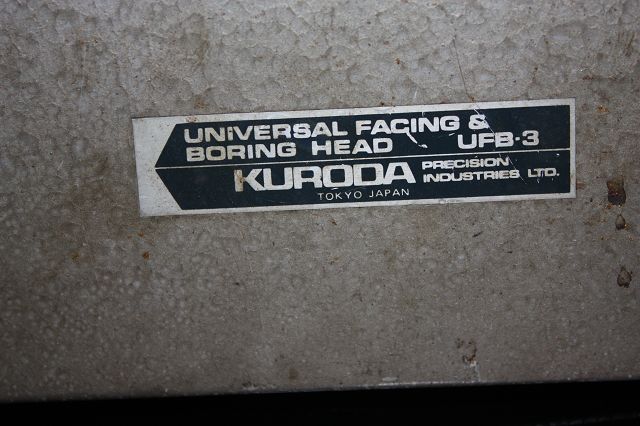 UNIVERSAL FACING &
BORING HEAD UFB-3
KURODA PRECISION
INDUSTRIES LTD.
TOKYO JAPAN